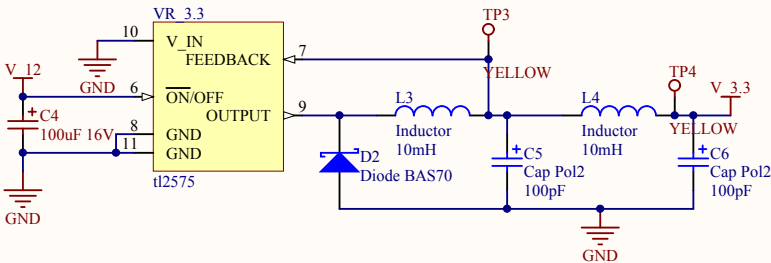 VR_3.3
TP3
10
V_IN
FEEDBACK
7
GND
YELLOW
V_12
TP4
V_3.3
6
ON/OFF
L3
L4
C4
OUTPUT
9
100uF 16V
Inductor
Inductor
YELLOW
8
GND
10mH
10mH
11
GND
D2
C5
C6
tl2575
Diode BAS70
Cap Pol2
Cap Pol2
100pF
100pF
GND
GND